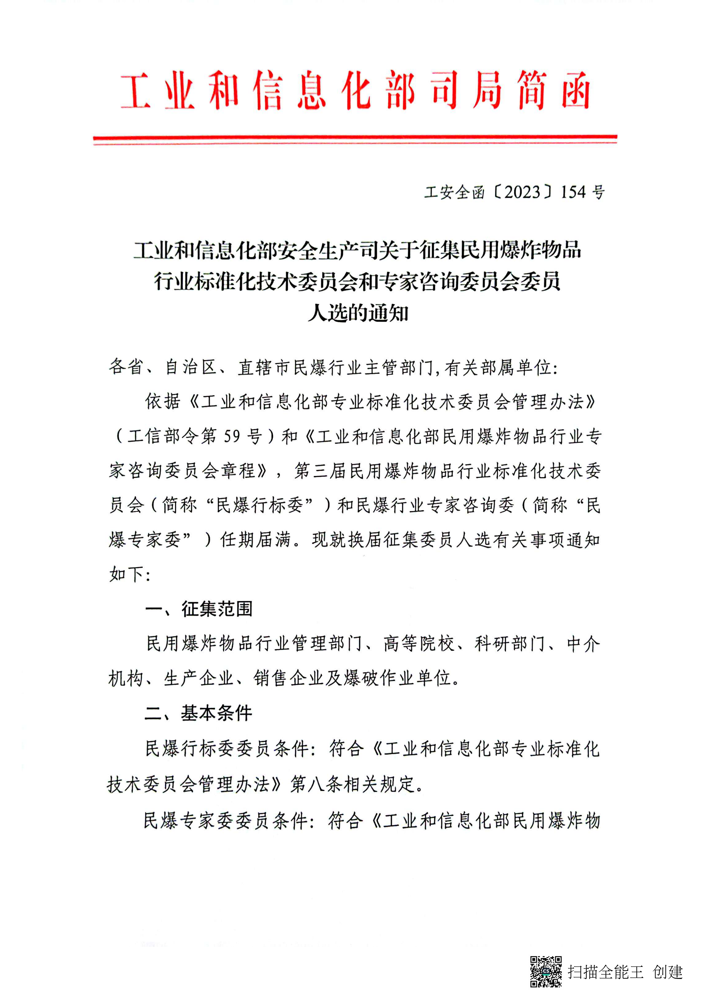 工业和信息化部司局简函
工安全函〔2023〕154 号
工业和信息化部安全生产司关于征集民用爆炸物品
行业标准化技术委员会和专家咨询委员会委员
人选的通知
各省、自治区、直辖市民爆行业主管部门,有关部属单位:
依据《工业和信息化部专业标准化技术委员会管理办法》
（工信部令第 59 号）和《工业和信息化部民用爆炸物品行业专
家咨询委员会章程》，第三届民用爆炸物品行业标准化技术委
员会（简称“民爆行标委”）和民爆行业专家咨询委（简称“民
爆专家委”）任期届满。现就换届征集委员人选有关事项通知
如下:
一、征集范围
民用爆炸物品行业管理部门、高等院校、科研部门、中介
机构、生产企业、销售企业及爆破作业单位。
二、基本条件
民爆行标委委员条件: 符合《工业和信息化部专业标准化
技术委员会管理办法》第八条相关规定。
民爆专家委委员条件: 符合《工业和信息化部民用爆炸物
CS
扫描全能王 创建